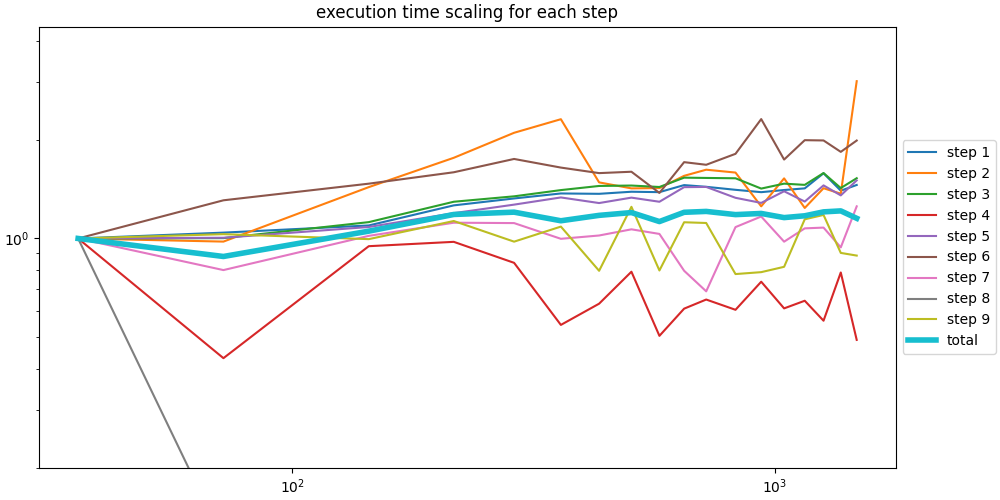 execution time scaling for each step
10⁰
10²
10³
step 1
step 2
step 3
step 4
step 5
step 6
step 7
step 8
step 9
total